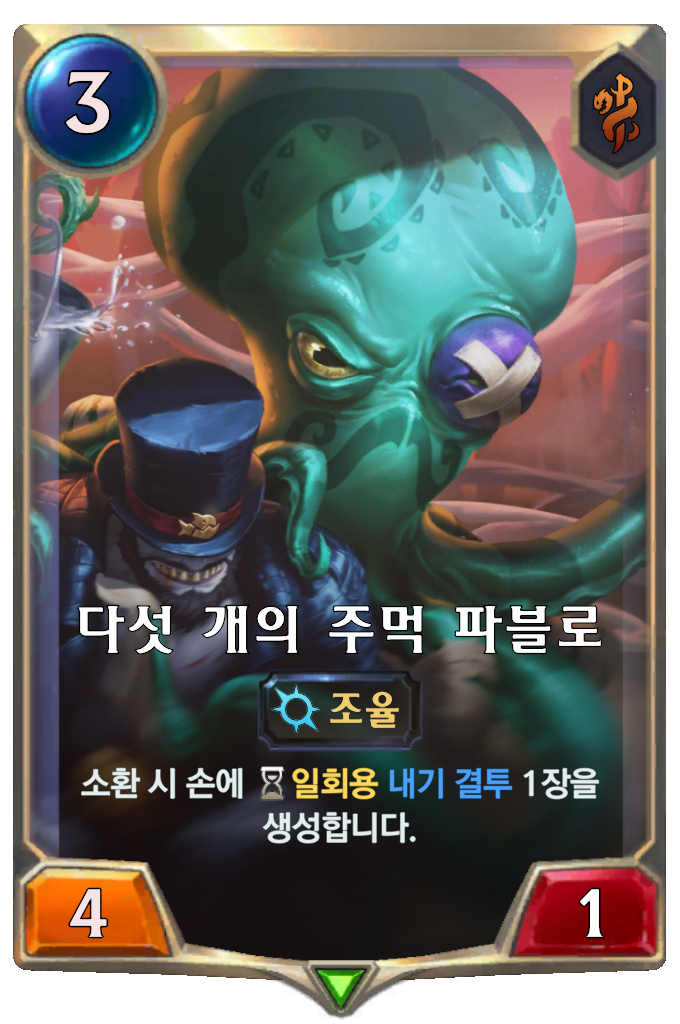 3
다섯 개의 주먹 파블로
조율
소환 시 손에 일회용 내기 결투 1장을
생성합니다.
4
1